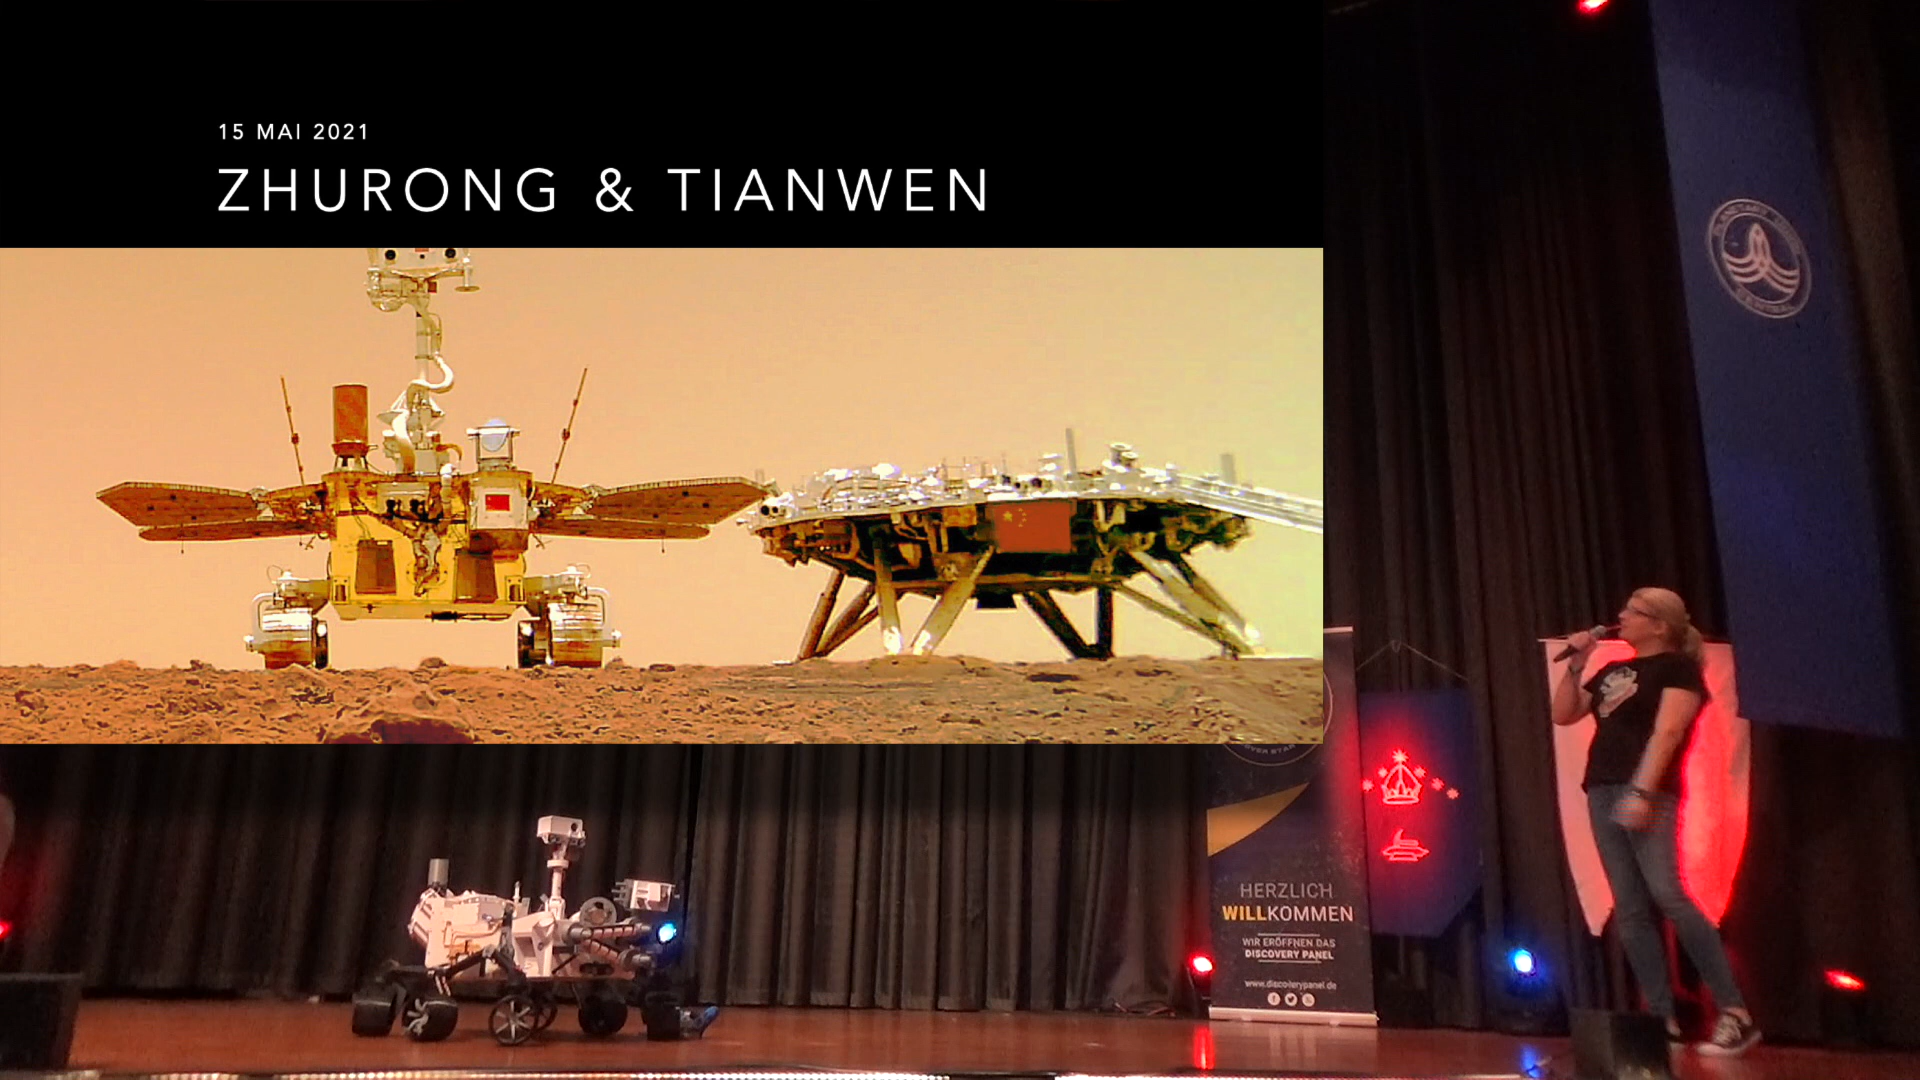 15 MAI 2021
ZHURONG & TIANWEN
HERZLICH
WILLKOMMEN
WIR ERÖFFNEN DAS
DISCOVERY PANEL
www.discoverypanel.de